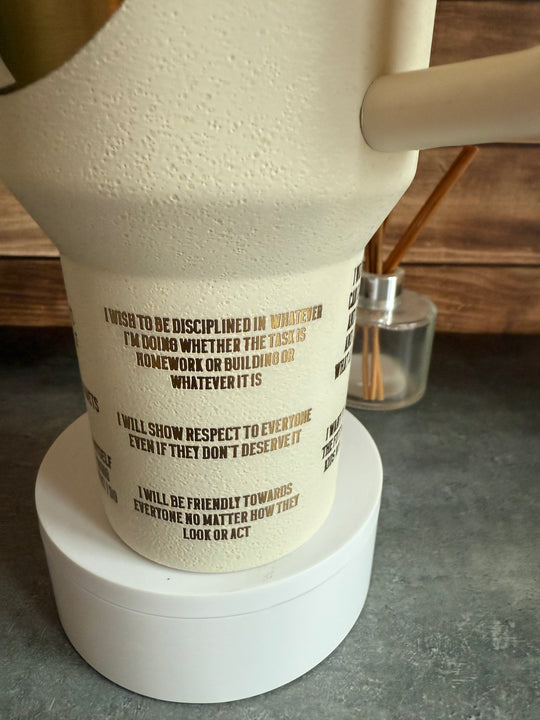 I WISH TO BE DISCIPLINED IN WHATEVER
I'M DOING WHETHER THE TASK IS
HOMEWORK OR BUILDING OR
WHATEVER IT IS
I WILL SHOW RESPECT TO EVERYONE
EVEN IF THEY DON'T DESERVE IT
I WILL BE FRIENDLY TOWARDS
EVERYONE NO MATTER HOW THEY
LOOK OR ACT